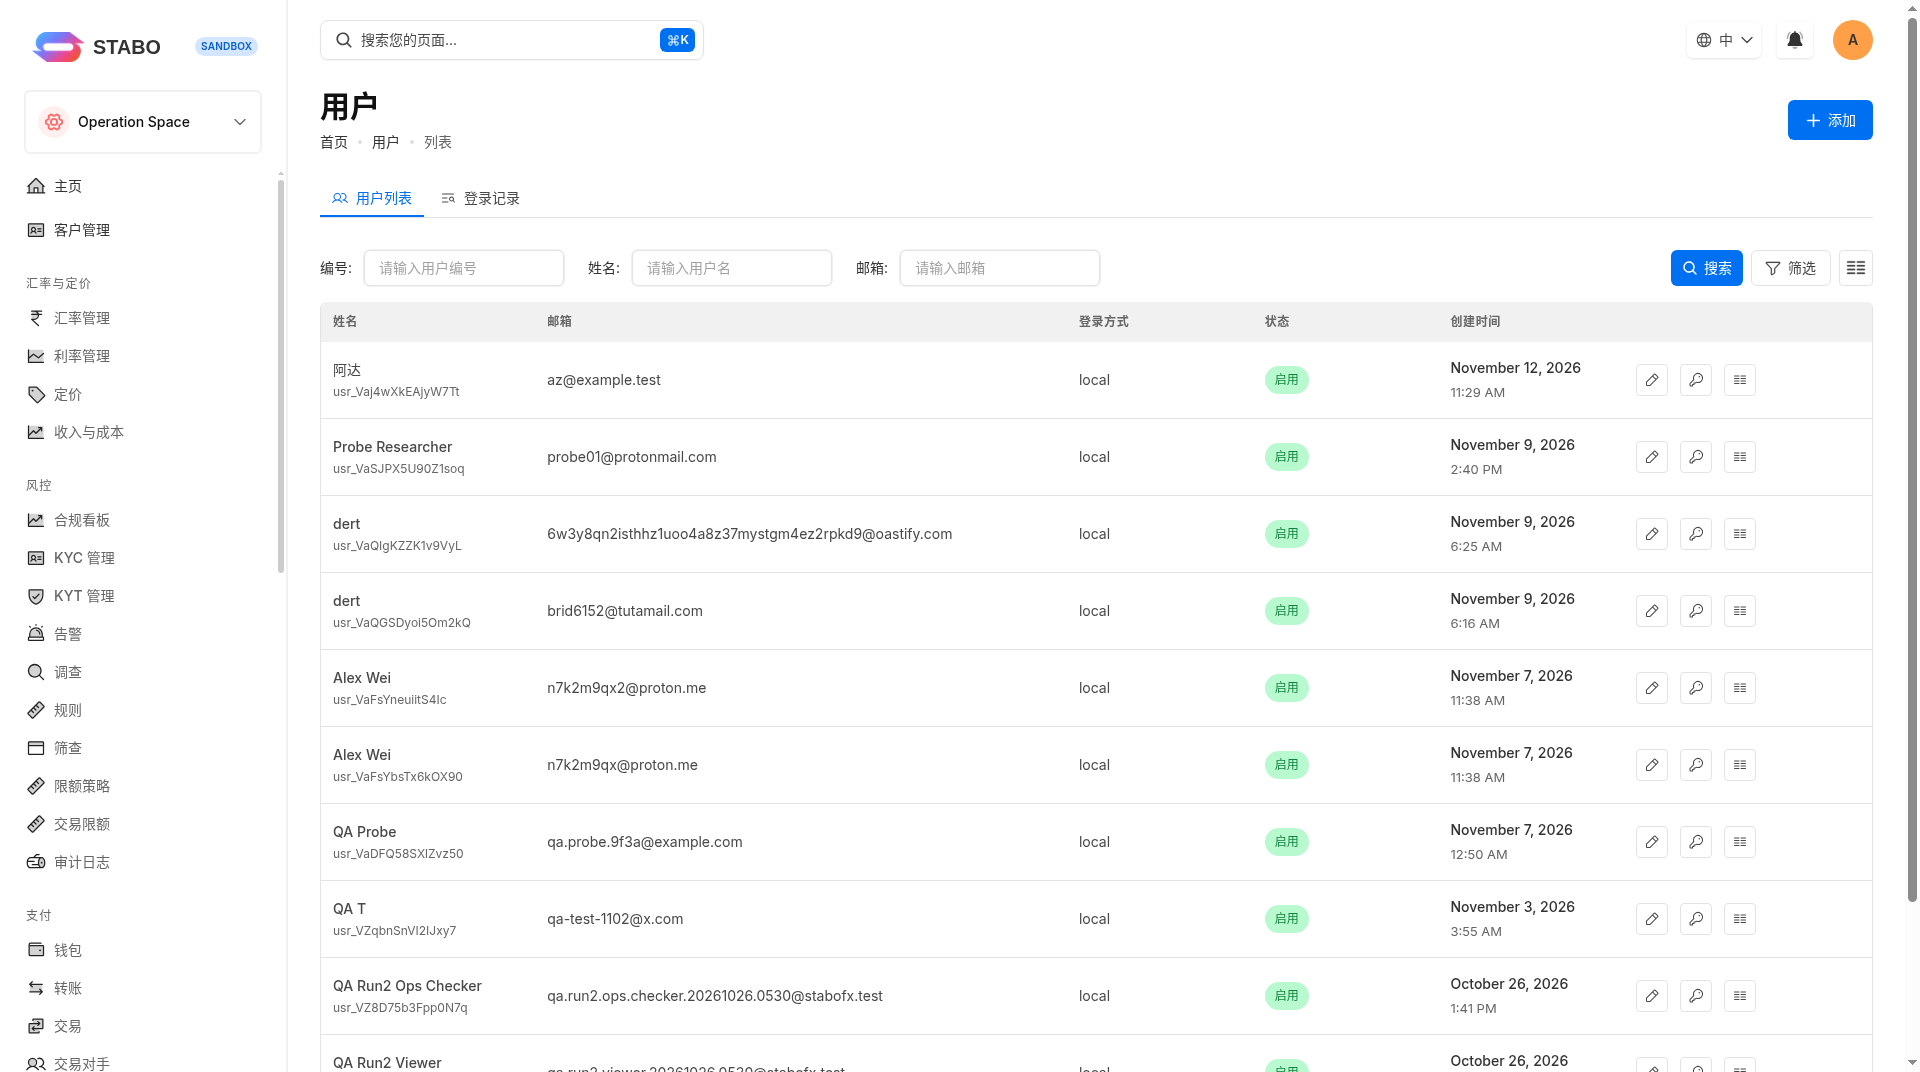 STABO
SANDBOX
Operation Space
主页
客户管理
汇率与定价
汇率管理
利率管理
定价
收入与成本
风控
合规看板
KYC 管理
KYT 管理
告警
调查
规则
筛查
限额策略
交易限额
审计日志
支付
钱包
转账
交易
交易对手
搜索您的页面...
⌘K
中
A
用户
首页 • 用户 • 列表
添加
用户列表
登录记录
编号: 请输入用户编号
姓名: 请输入用户名
邮箱: 请输入邮箱
搜索
筛选
姓名 邮箱 登录方式 状态 创建时间
阿达
usr_Vaj4wXkEAjyW7Tt
az@example.test
local
启用
November 12, 2026
11:29 AM
Probe Researcher
usr_VaSJPX5U90Z1soq
probe01@protonmail.com
local
启用
November 9, 2026
2:40 PM
dert
usr_VaQIgKZZK1v9VyL
6w3y8qn2isthhz1uoo4a8z37mystgm4ez2rpkd9@oastify.com
local
启用
November 9, 2026
6:25 AM
dert
usr_VaQGSDyoi5Om2kQ
brid6152@tutamail.com
local
启用
November 9, 2026
6:16 AM
Alex Wei
usr_VaFsYneuiitS4Ic
n7k2m9qx2@proton.me
local
启用
November 7, 2026
11:38 AM
Alex Wei
usr_VaFsYbsTx6kOX90
n7k2m9qx@proton.me
local
启用
November 7, 2026
11:38 AM
QA Probe
usr_VaDFQ58SXIZvz50
qa.probe.9f3a@example.com
local
启用
November 7, 2026
12:50 AM
QA T
usr_VZqbnSnVI2IJxy7
qa-test-1102@x.com
local
启用
November 3, 2026
3:55 AM
QA Run2 Ops Checker
usr_VZ8D75b3Fpp0N7q
qa.run2.ops.checker.20261026.0530@stabofx.test
local
启用
October 26, 2026
1:41 PM
QA Run2 Viewer
qa.run2.viewer.20261026.0530@stabofx.test
local
启用
October 26, 2026